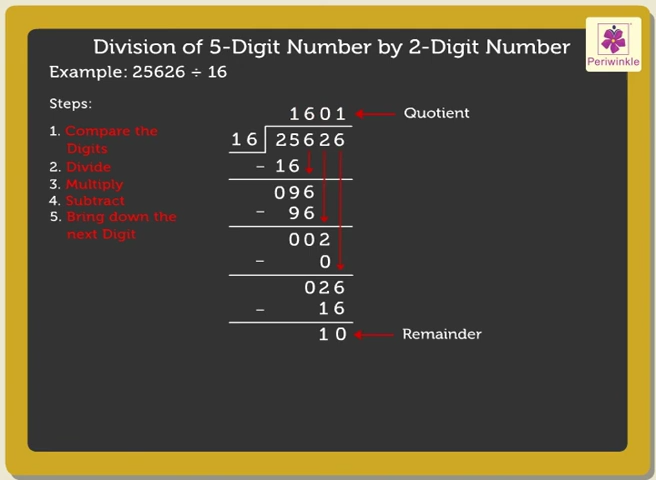 Division of 5-Digit Number by 2-Digit Number
Periwinkle
Example: 25626 ÷ 16
Steps:
1. Compare the
Digits
2. Divide
3. Multiply
4. Subtract
5. Bring down the
next Digit
1601 Quotient
16 25626
– 16
096
– 96
002
– 0
026
– 16
10 Remainder